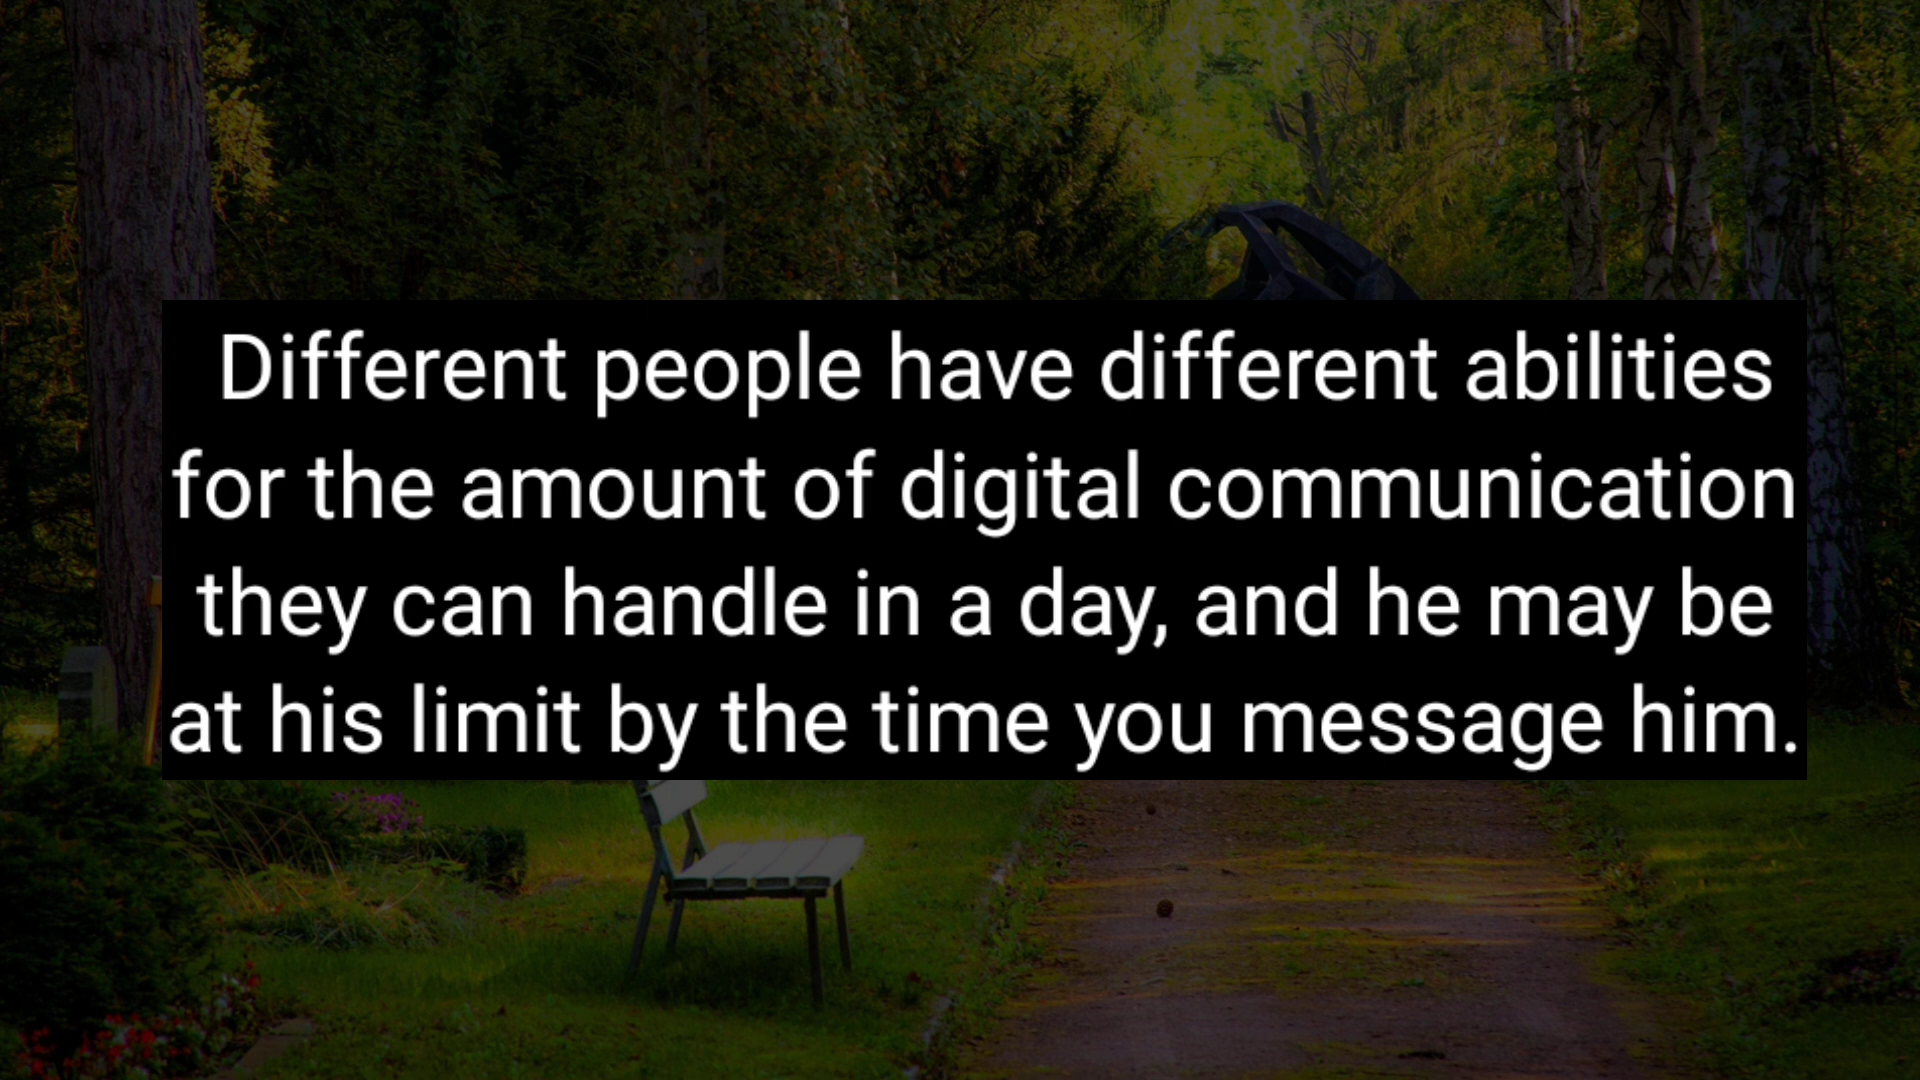 Different people have different abilities
for the amount of digital communication
they can handle in a day, and he may be
at his limit by the time you message him.